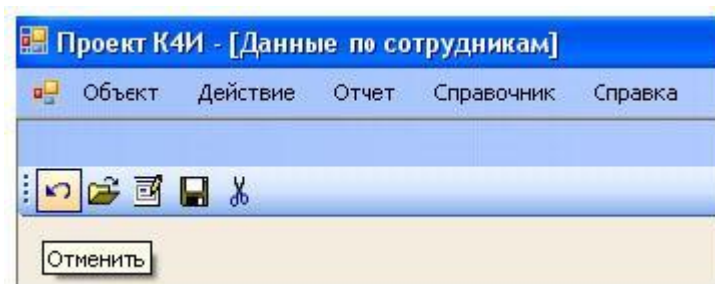 Проект К4И - [Данные по сотрудникам]
Объект Действие Отчет Справочник Справка
Отменить